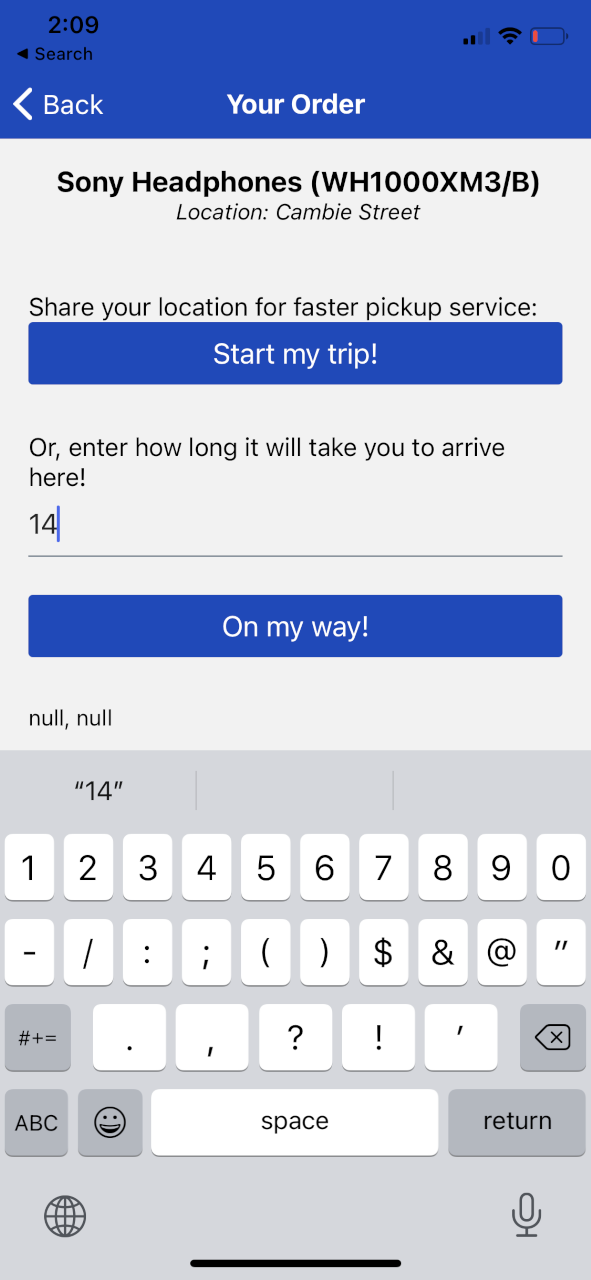 2:09
◀ Search
Back
Your Order
Sony Headphones (WH1000XM3/B)
Location: Cambie Street
Share your location for faster pickup service:
Start my trip!
Or, enter how long it will take you to arrive
here!
14
On my way!
null, null
“14”
1 2 3 4 5 6 7 8 9 0
- / : ; ( ) $ & @ "
#+= . , ? ! '
ABC space return